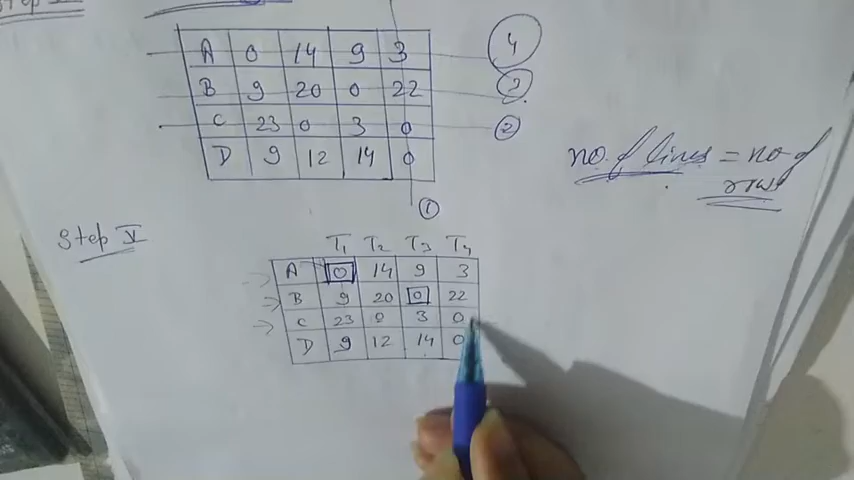 Step
A 0 14 9 3 4
B 9 20 0 22 3
C 23 0 3 0 2
D 9 12 14 0
1
no. of lines = no of
rows
Step V
T1 T2 T3 T4
A 0 14 9 3
B 9 20 0 22
C 23 0 3 0
D 9 12 14 0